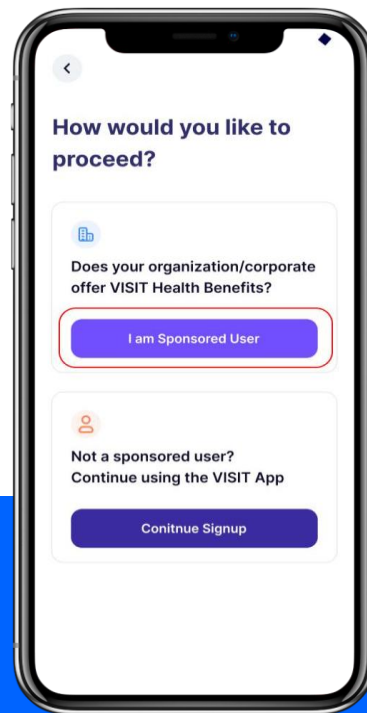 How would you like to
proceed?
Does your organization/corporate
offer VISIT Health Benefits?
I am Sponsored User
Not a sponsored user?
Continue using the VISIT App
Conitnue Signup